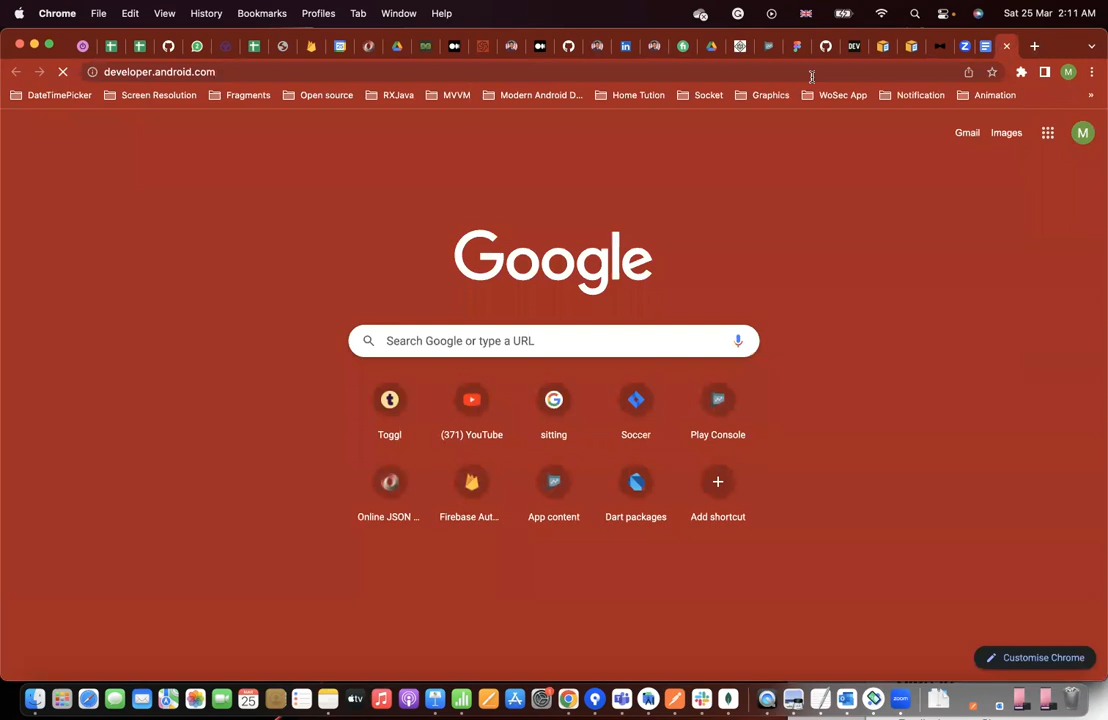 Chrome File Edit View History Bookmarks Profiles Tab Window Help Sat 25 Mar 2:11 AM
developer.android.com M
DateTimePicker Screen Resolution Fragments Open source RXJava MVVM Modern Android D... Home Tution Socket Graphics WoSec App Notification Animation »
Gmail Images M
Google
Search Google or type a URL
Toggl (371) YouTube sitting Soccer Play Console
Online JSON ... Firebase Aut... App content Dart packages Add shortcut
Customise Chrome